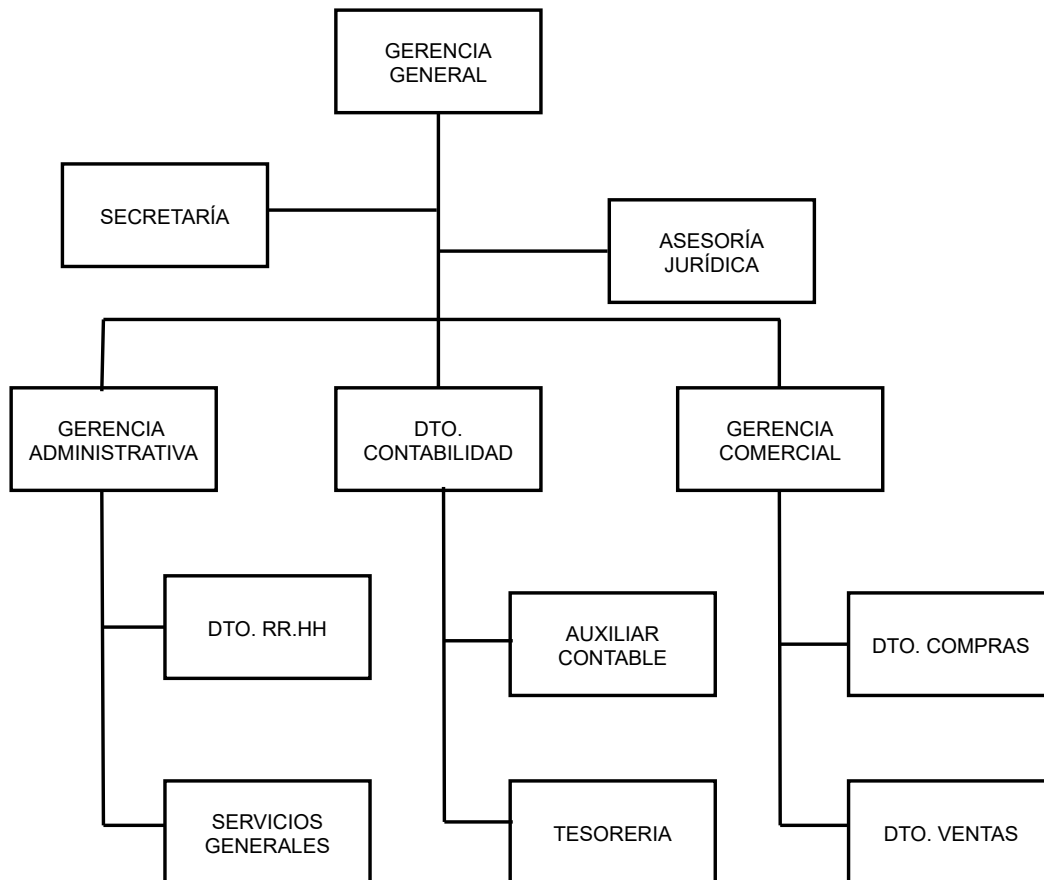 GERENCIA
GENERAL
SECRETARÍA
ASESORÍA
JURÍDICA
GERENCIA
ADMINISTRATIVA
DTO.
CONTABILIDAD
GERENCIA
COMERCIAL
DTO. RR.HH
AUXILIAR
CONTABLE
DTO. COMPRAS
SERVICIOS
GENERALES
TESORERIA
DTO. VENTAS